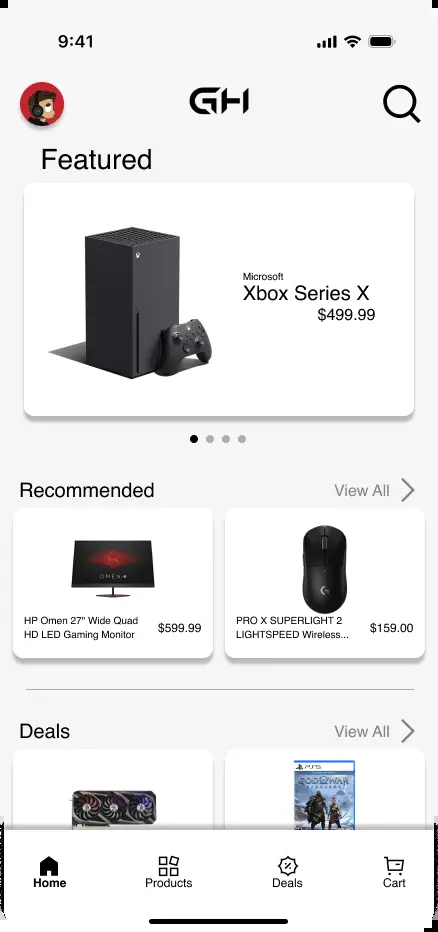 9:41
GH
Featured
Microsoft
Xbox Series X
$499.99
Recommended
View All
OMEN
HP Omen 27" Wide Quad
HD LED Gaming Monitor
$599.99
PRO X SUPERLIGHT 2
LIGHTSPEED Wireless...
$159.00
Deals
View All
PS5
GOD OF WAR
Home
Products
Deals
Cart